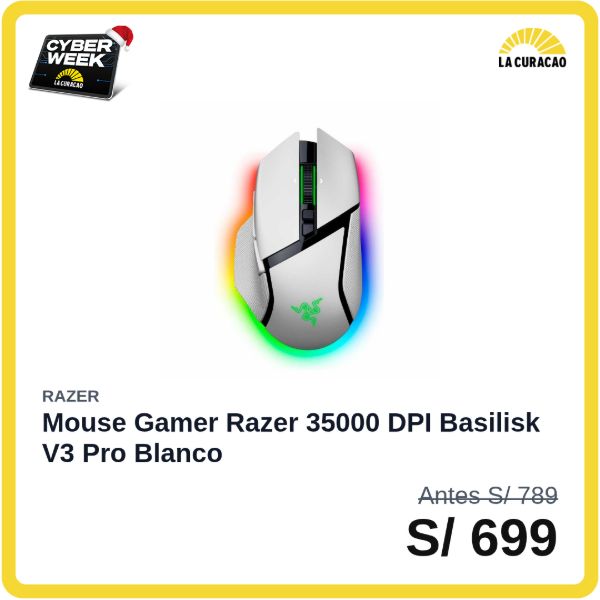 CYBER
WEEK
LA CURACAO
LA CURACAO
RAZER
Mouse Gamer Razer 35000 DPI Basilisk
V3 Pro Blanco
Antes S/ 789
S/ 699